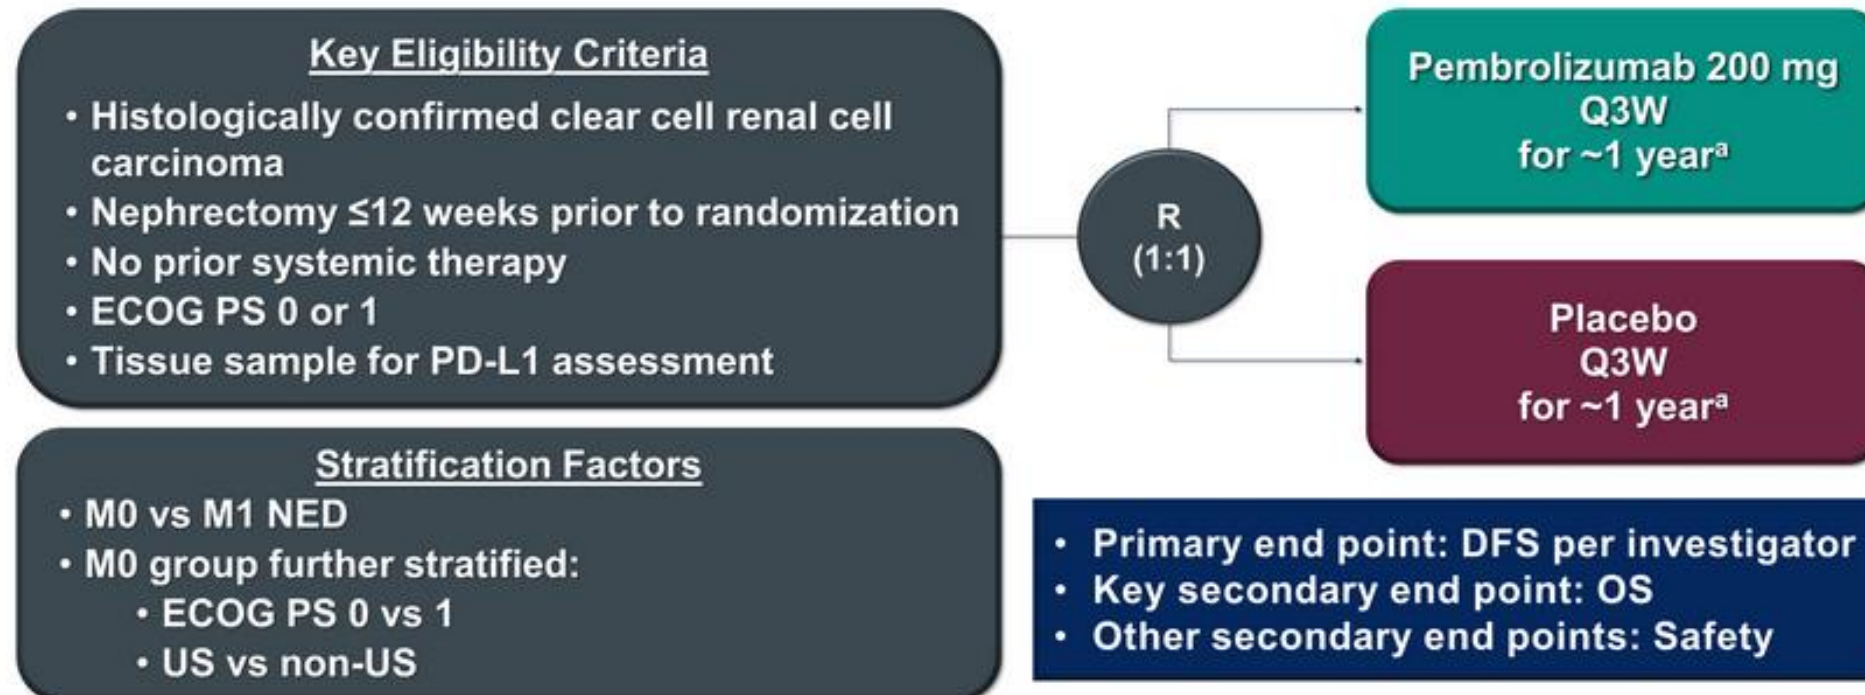 Key Eligibility Criteria
• Histologically confirmed clear cell renal cell
carcinoma
• Nephrectomy ≤12 weeks prior to randomization
• No prior systemic therapy
• ECOG PS 0 or 1
• Tissue sample for PD-L1 assessment
Stratification Factors
• M0 vs M1 NED
• M0 group further stratified:
• ECOG PS 0 vs 1
• US vs non-US
R
(1:1)
Pembrolizumab 200 mg
Q3W
for ~1 yearᵃ
Placebo
Q3W
for ~1 yearᵃ
• Primary end point: DFS per investigator
• Key secondary end point: OS
• Other secondary end points: Safety